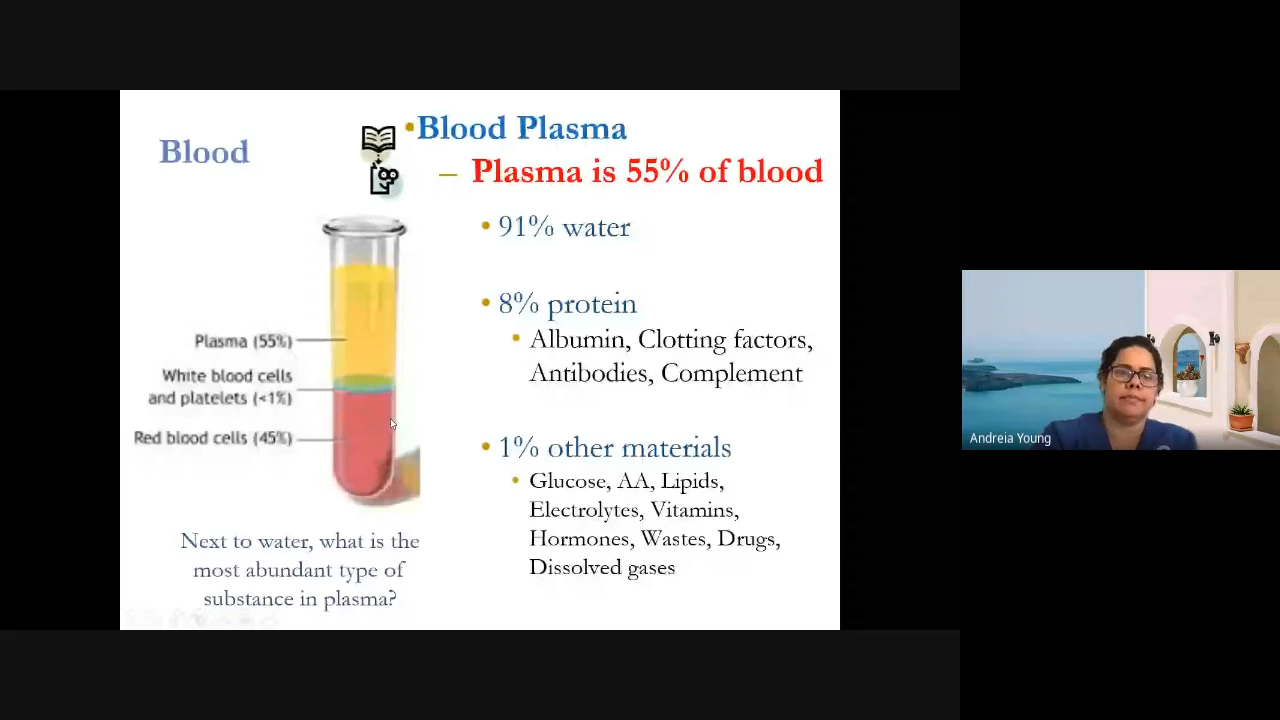 Blood
Plasma (55%)
White blood cells
and platelets (<1%)
Red blood cells (45%)
Next to water, what is the
most abundant type of
substance in plasma?
•Blood Plasma
– Plasma is 55% of blood
• 91% water
• 8% protein
• Albumin, Clotting factors,
Antibodies, Complement
• 1% other materials
• Glucose, AA, Lipids,
Electrolytes, Vitamins,
Hormones, Wastes, Drugs,
Dissolved gases
Andreia Young